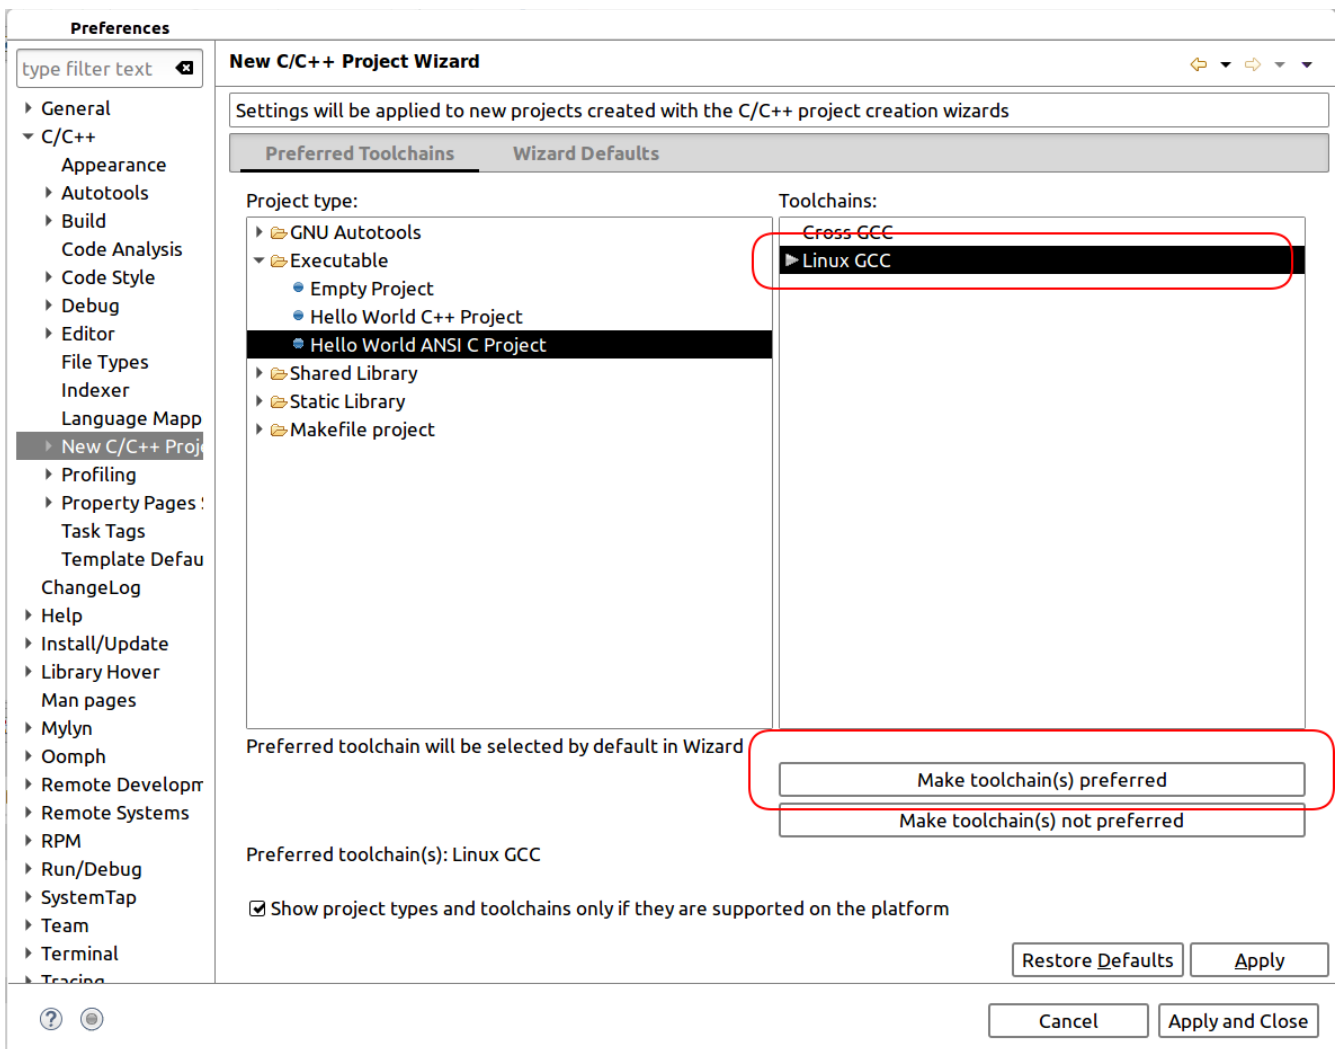 Preferences
type filter text
General
C/C++
Appearance
Autotools
Build
Code Analysis
Code Style
Debug
Editor
File Types
Indexer
Language Mapp
New C/C++ Proj
Profiling
Property Pages
Task Tags
Template Defau
ChangeLog
Help
Install/Update
Library Hover
Man pages
Mylyn
Oomph
Remote Developm
Remote Systems
RPM
Run/Debug
SystemTap
Team
Terminal
Tracing
New C/C++ Project Wizard
Settings will be applied to new projects created with the C/C++ project creation wizards
Preferred Toolchains Wizard Defaults
Project type:
GNU Autotools
Executable
Empty Project
Hello World C++ Project
Hello World ANSI C Project
Shared Library
Static Library
Makefile project
Toolchains:
Cross GCC
Linux GCC
Preferred toolchain will be selected by default in Wizard
Make toolchain(s) preferred
Make toolchain(s) not preferred
Preferred toolchain(s): Linux GCC
Show project types and toolchains only if they are supported on the platform
Restore Defaults Apply
Cancel Apply and Close